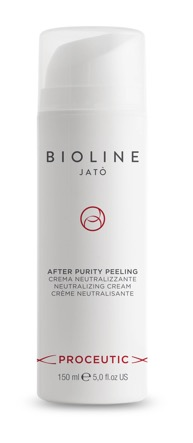 BIOLINE
JATÒ
AFTER PURITY PEELING
CREMA NEUTRALIZZANTE
NEUTRALIZING CREAM
CRÈME NEUTRALISANTE
PROCEUTIC
150 ml ℮ 5,0 fl.oz US